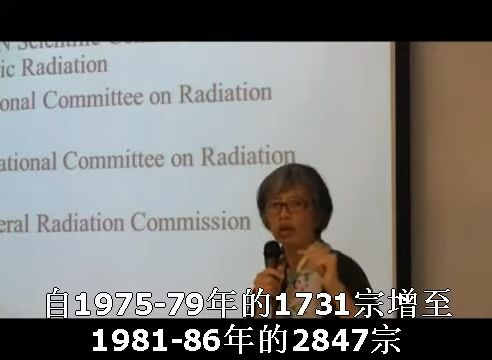 N Scientific Com
ic Radiation
onal Committee on Radiation
ational Committee on Radiation
eral Radiation Commission
自1975-79年的1731宗增至
1981-86年的2847宗